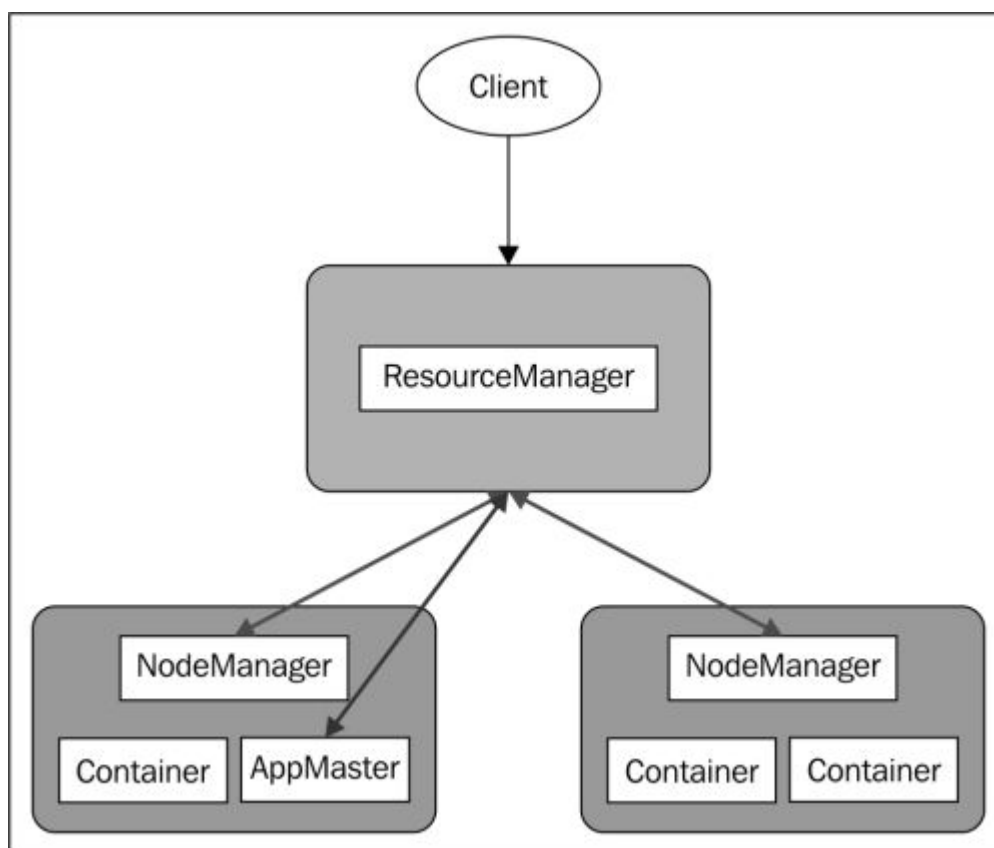 Client
ResourceManager
NodeManager
Container
AppMaster
NodeManager
Container
Container